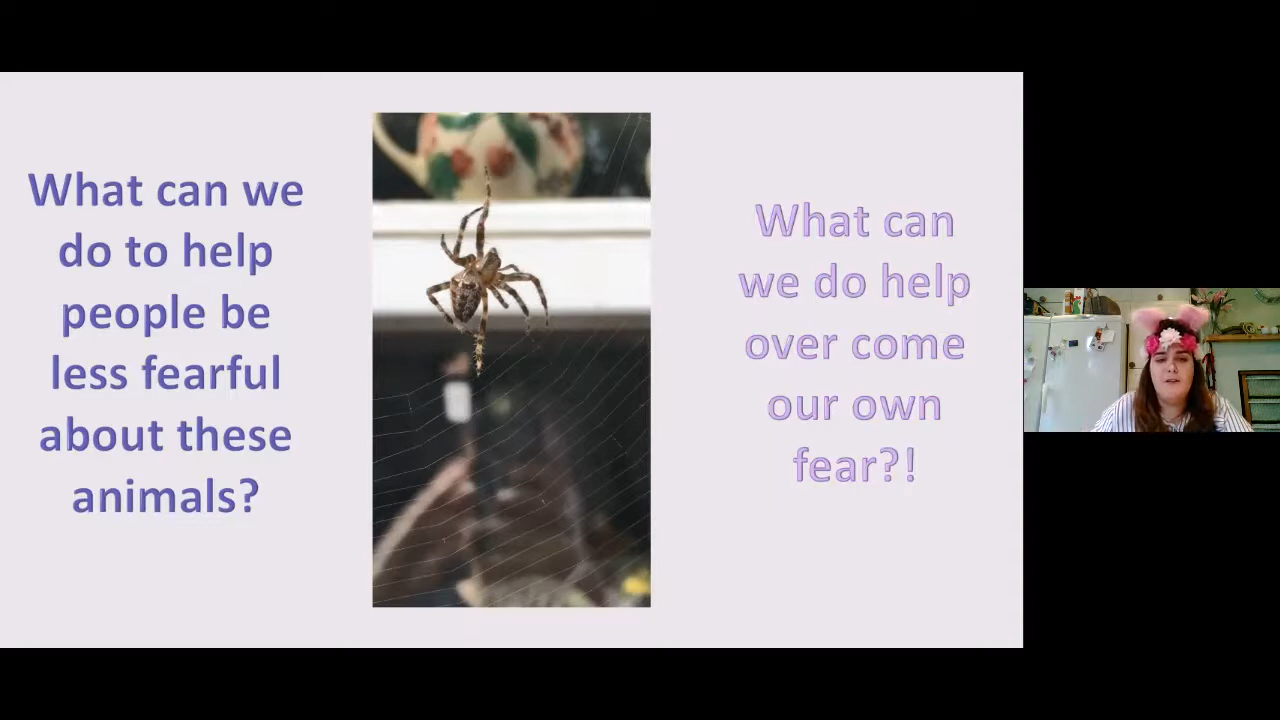 What can we
do to help
people be
less fearful
about these
animals?
What can
we do help
over come
our own
fear?!